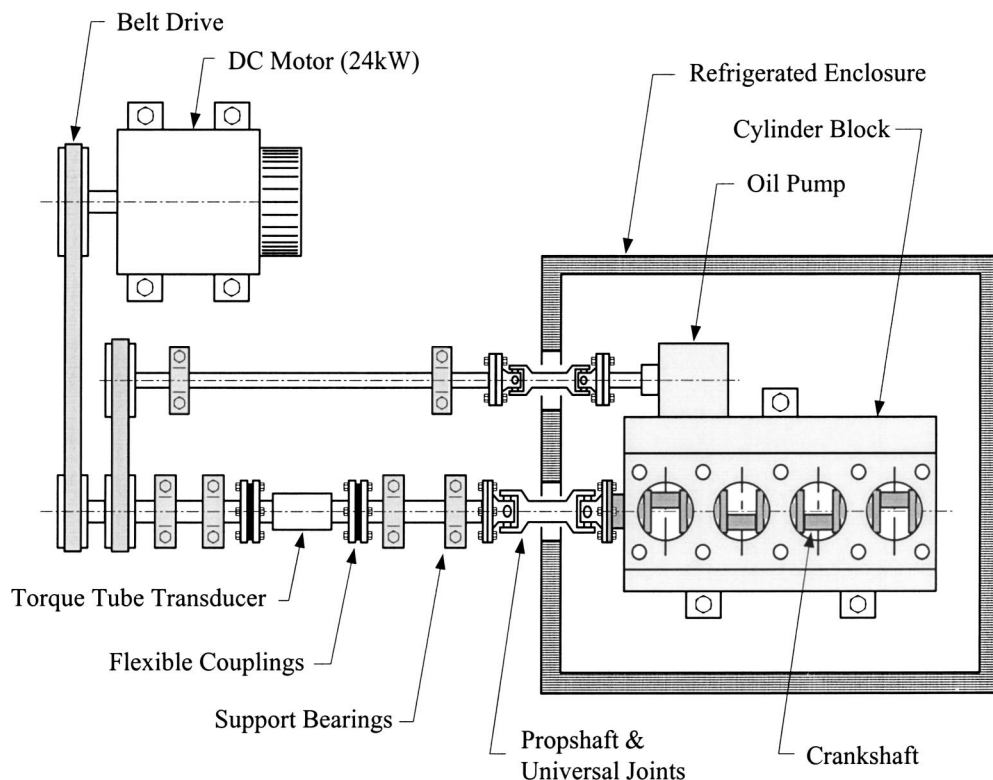 Belt Drive
DC Motor (24kW)
Refrigerated Enclosure
Cylinder Block
Oil Pump
Torque Tube Transducer
Flexible Couplings
Support Bearings
Propshaft &
Universal Joints
Crankshaft